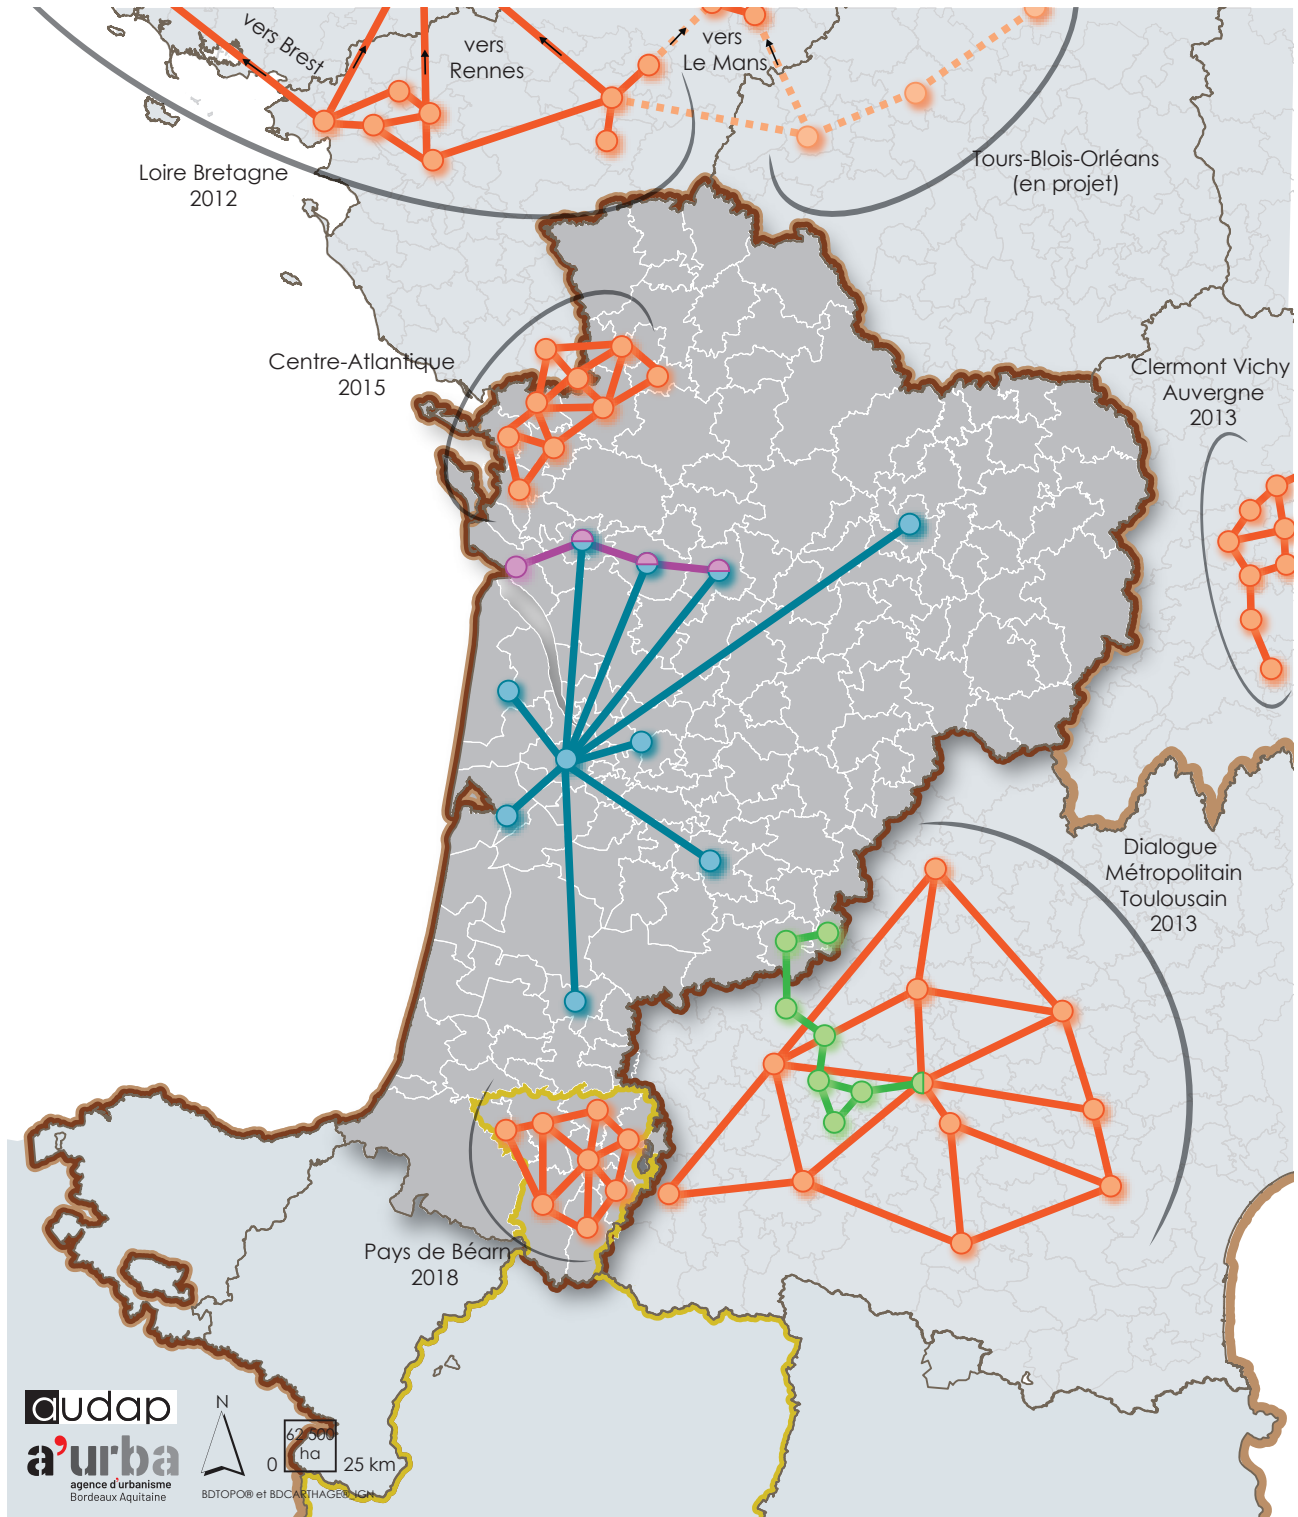 vers Brest
vers
Rennes
vers
Le Mans
Loire Bretagne
2012
Tours-Blois-Orléans
(en projet)
Centre-Atlantique
2015
Clermont Vichy
Auvergne
2013
Dialogue
Métropolitain
Toulousain
2013
Pays de Béarn
2018
audap
a'urba
agence d'urbanisme
Bordeaux Aquitaine
N
62 500
ha
0
25 km
BDTOPO® et BDCARTHAGE® IGN